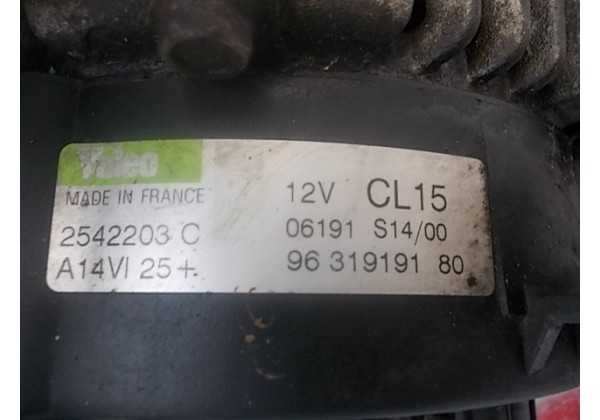 Valeo
MADE IN FRANCE 12V CL15
2542203 C 06191 S14/00
A14VI 25+ 96 319191 80